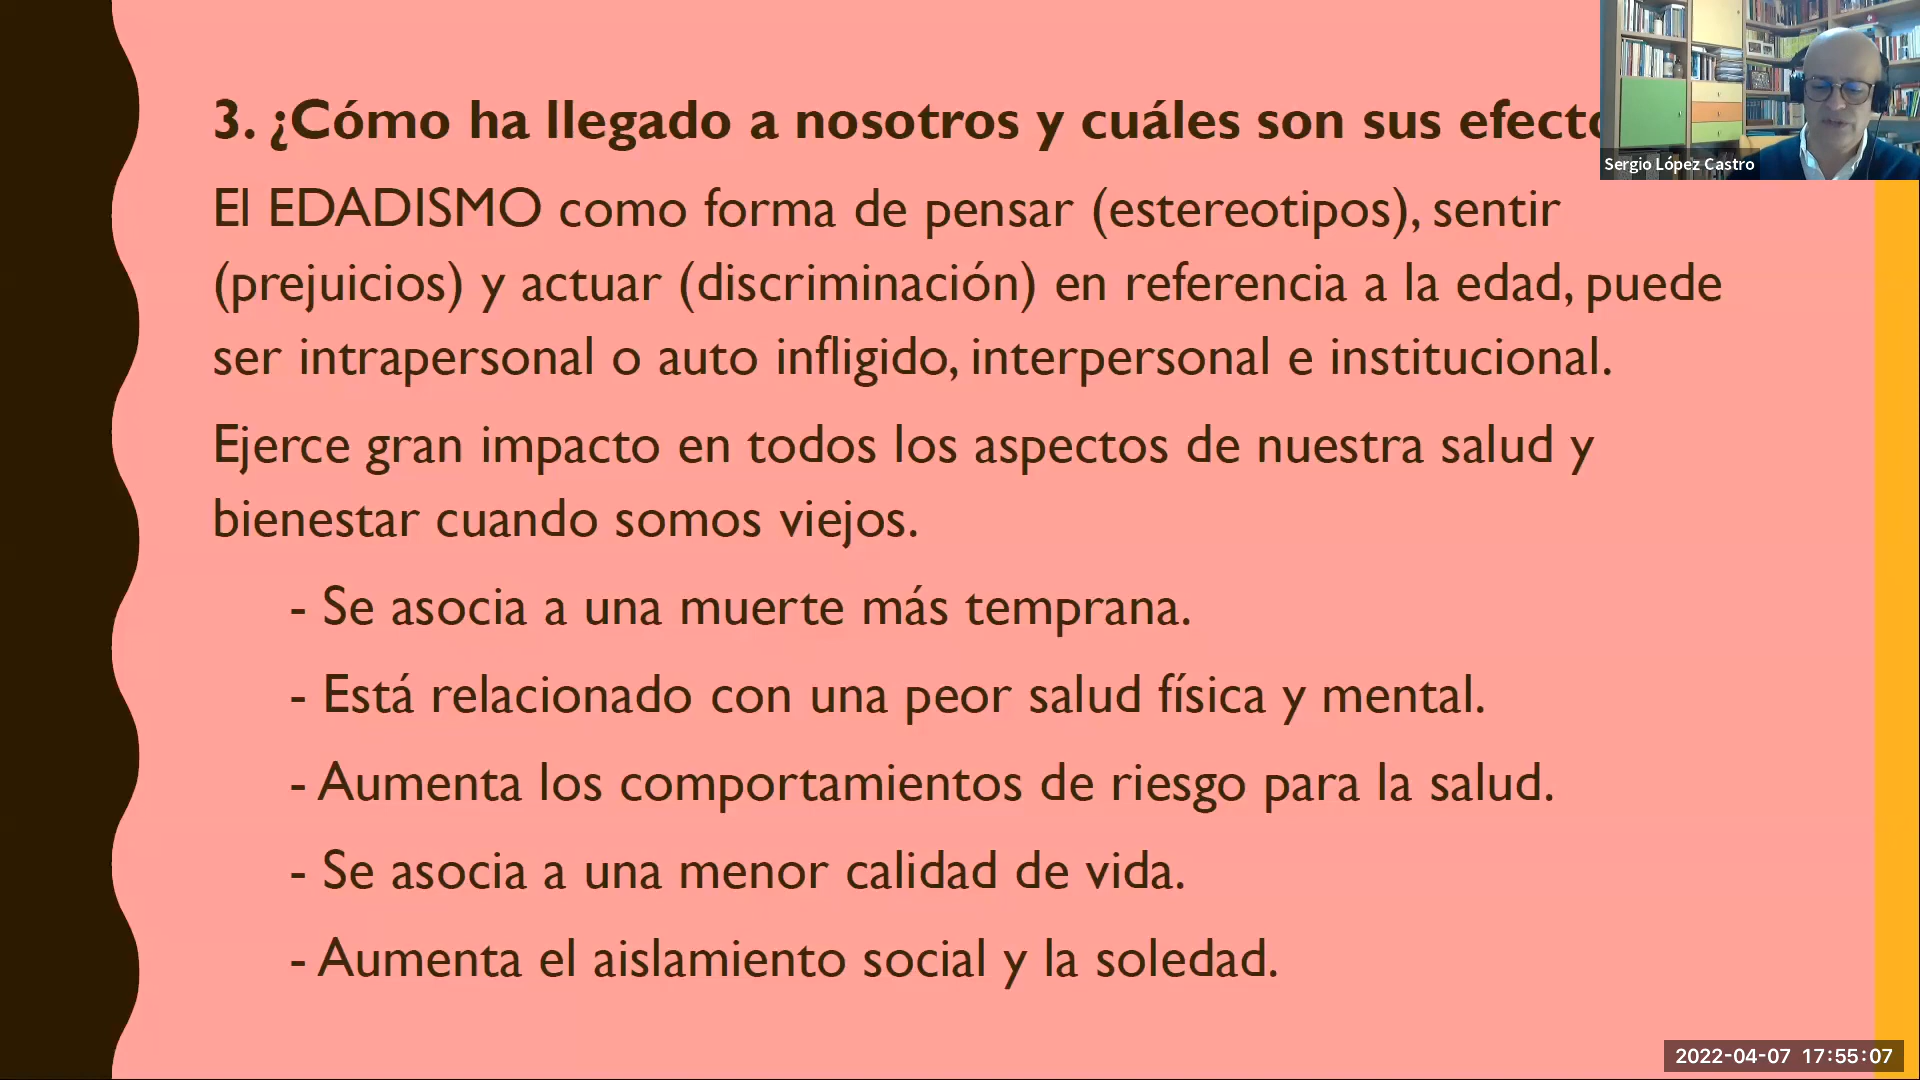 3. ¿Cómo ha llegado a nosotros y cuáles son sus
El EDADISMO como forma de pensar (estereotipos), sentir
(prejuicios) y actuar (discriminación) en referencia a la edad, puede
ser intrapersonal o auto infligido, interpersonal e institucional.
Ejerce gran impacto en todos los aspectos de nuestra salud y
bienestar cuando somos viejos.
- Se asocia a una muerte más temprana.
- Está relacionado con una peor salud física y mental.
- Aumenta los comportamientos de riesgo para la salud.
- Se asocia a una menor calidad de vida.
- Aumenta el aislamiento social y la soledad.
Sergio López Castro
2022-04-07 17:55:07